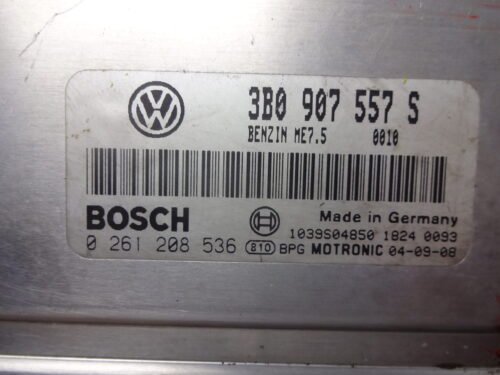 3B0 907 557 S
BENZIN ME7.5 0010
BOSCH
Made in Germany
1039S04850 1824 0093
0 261 208 536 810 BPG MOTRONIC 04-09-08